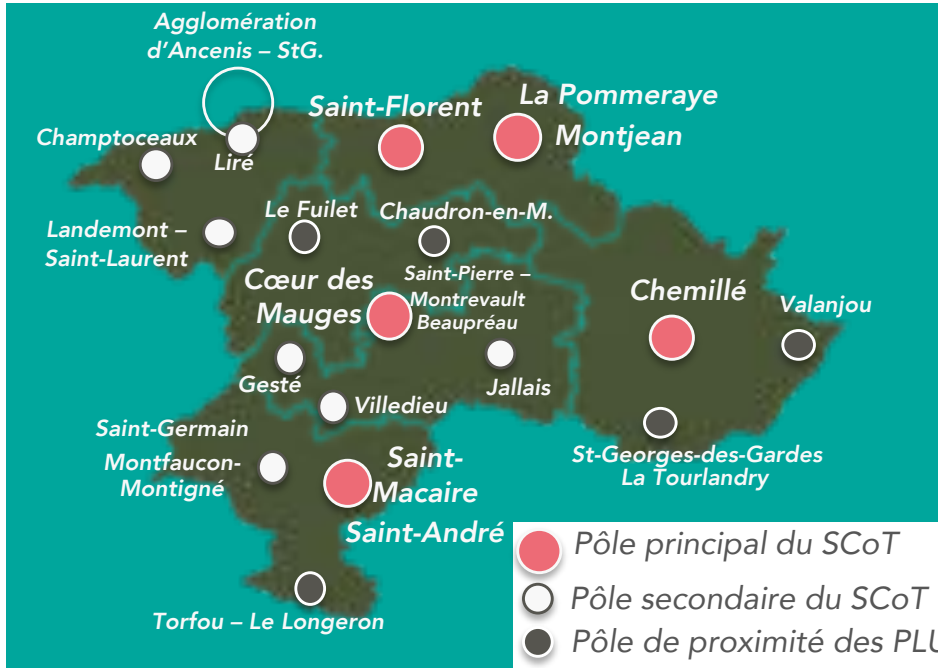 Agglomération
d'Ancenis – StG.
Saint-Florent
La Pommeraye
Montjean
Champtoceaux
Liré
Landemont –
Saint-Laurent
Le Fuilet
Chaudron-en-M.
Cœur des
Mauges
Saint-Pierre –
Montrevault
Beaupréau
Chemillé
Valanjou
Gesté
Jallais
Villedieu
Saint-Germain
Montfaucon-
Montigné
Saint-
Macaire
Saint-André
St-Georges-des-Gardes
La Tourlandry
Torfou – Le Longeron
Pôle principal du SCoT
Pôle secondaire du SCoT
Pôle de proximité des PLU